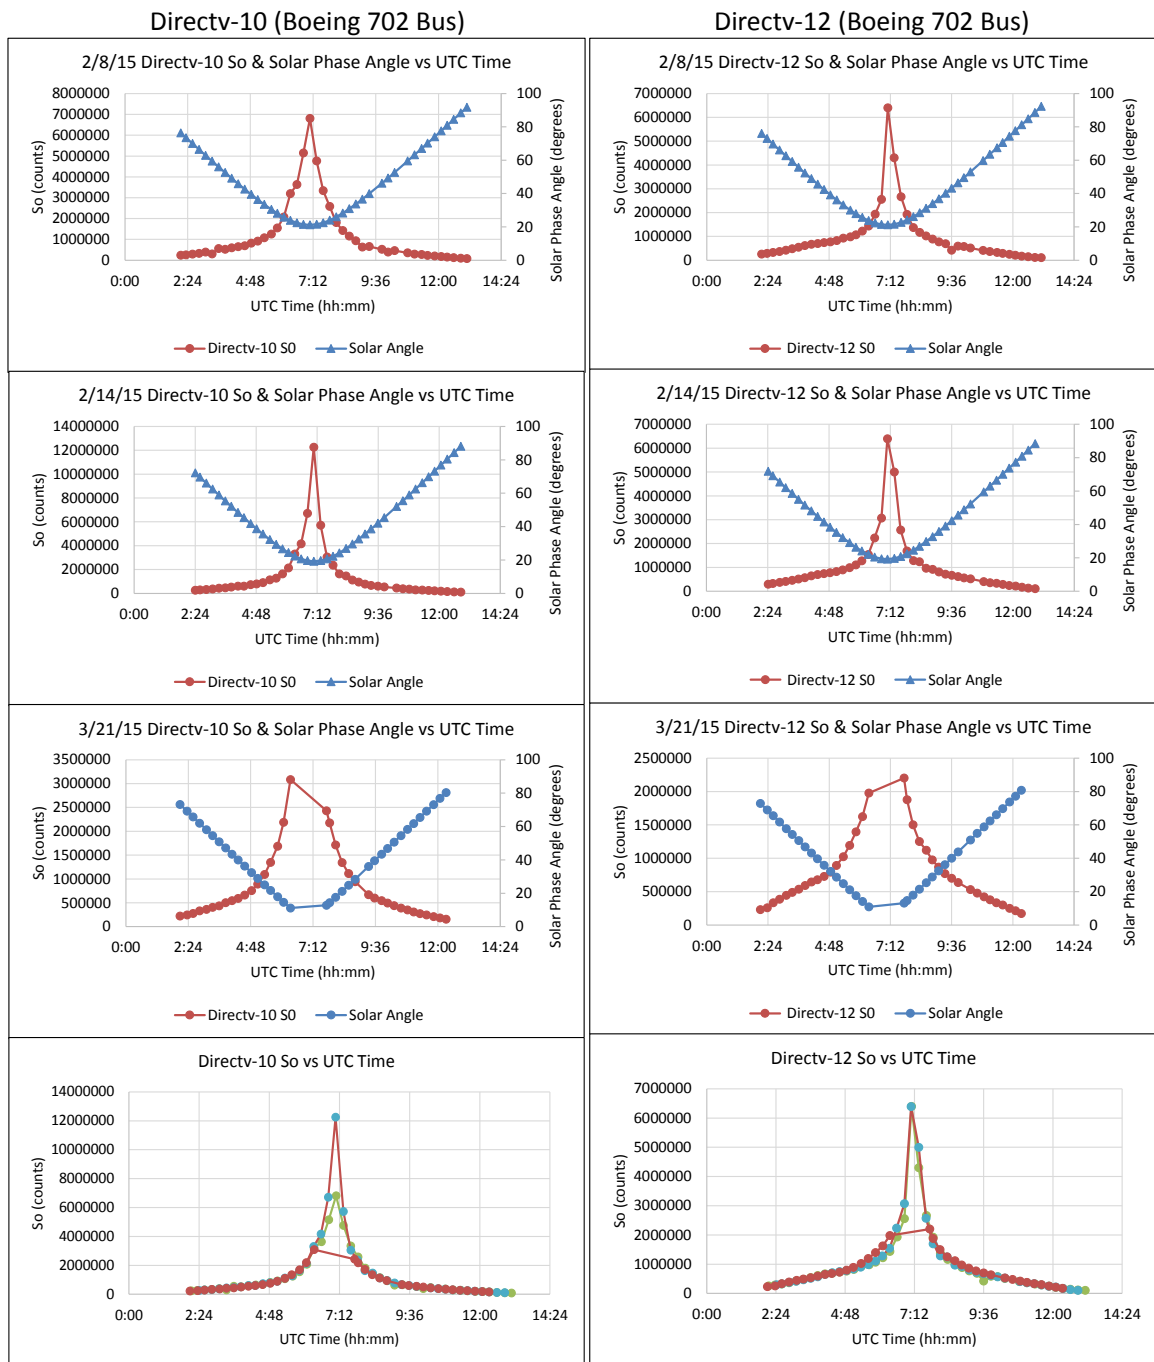 Directv-10 (Boeing 702 Bus)
Directv-12 (Boeing 702 Bus)
2/8/15 Directv-10 So & Solar Phase Angle vs UTC Time
8000000
7000000
6000000
5000000
4000000
3000000
2000000
1000000
0
So (counts)
100
80
60
40
20
0
Solar Phase Angle (degrees)
0:00 2:24 4:48 7:12 9:36 12:00 14:24
UTC Time (hh:mm)
Directv-10 S0 Solar Angle
2/8/15 Directv-12 So & Solar Phase Angle vs UTC Time
7000000
6000000
5000000
4000000
3000000
2000000
1000000
0
So (counts)
100
80
60
40
20
0
Solar Phase Angle (degrees)
0:00 2:24 4:48 7:12 9:36 12:00 14:24
UTC Time (hh:mm)
Directv-12 S0 Solar Angle
2/14/15 Directv-10 So & Solar Phase Angle vs UTC Time
14000000
12000000
10000000
8000000
6000000
4000000
2000000
0
So (counts)
100
80
60
40
20
0
Solar Phase Angle (degrees)
0:00 2:24 4:48 7:12 9:36 12:00 14:24
UTC Time (hh:mm)
Directv-10 S0 Solar Angle
2/14/15 Directv-12 So & Solar Phase Angle vs UTC Time
7000000
6000000
5000000
4000000
3000000
2000000
1000000
0
So (counts)
100
80
60
40
20
0
Solar Phase Angle (degrees)
0:00 2:24 4:48 7:12 9:36 12:00 14:24
UTC Time (hh:mm)
Directv-12 S0 Solar Angle
3/21/15 Directv-10 So & Solar Phase Angle vs UTC Time
3500000
3000000
2500000
2000000
1500000
1000000
500000
0
So (counts)
100
80
60
40
20
0
Solar Phase Angle (degrees)
0:00 2:24 4:48 7:12 9:36 12:00 14:24
UTC Time (hh:mm)
Directv-10 S0 Solar Angle
3/21/15 Directv-12 So & Solar Phase Angle vs UTC Time
2500000
2000000
1500000
1000000
500000
0
So (counts)
100
80
60
40
20
0
Solar Phase Angle (degrees)
0:00 2:24 4:48 7:12 9:36 12:00 14:24
UTC Time (hh:mm)
Directv-12 S0 Solar Angle
Directv-10 So vs UTC Time
14000000
12000000
10000000
8000000
6000000
4000000
2000000
0
So (counts)
0:00 2:24 4:48 7:12 9:36 12:00 14:24
UTC Time (hh:mm)
Directv-12 So vs UTC Time
7000000
6000000
5000000
4000000
3000000
2000000
1000000
0
So (counts)
0:00 2:24 4:48 7:12 9:36 12:00 14:24
UTC Time (hh:mm)